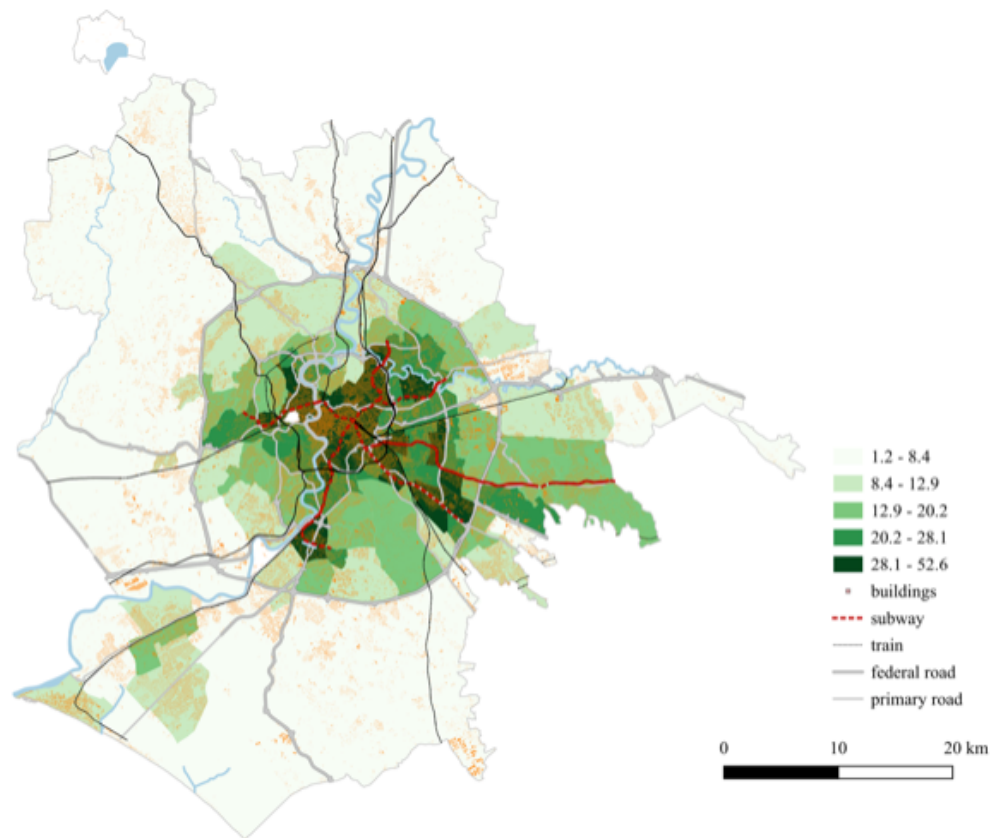 1.2 - 8.4
8.4 - 12.9
12.9 - 20.2
20.2 - 28.1
28.1 - 52.6
buildings
subway
train
federal road
primary road
0 10 20 km